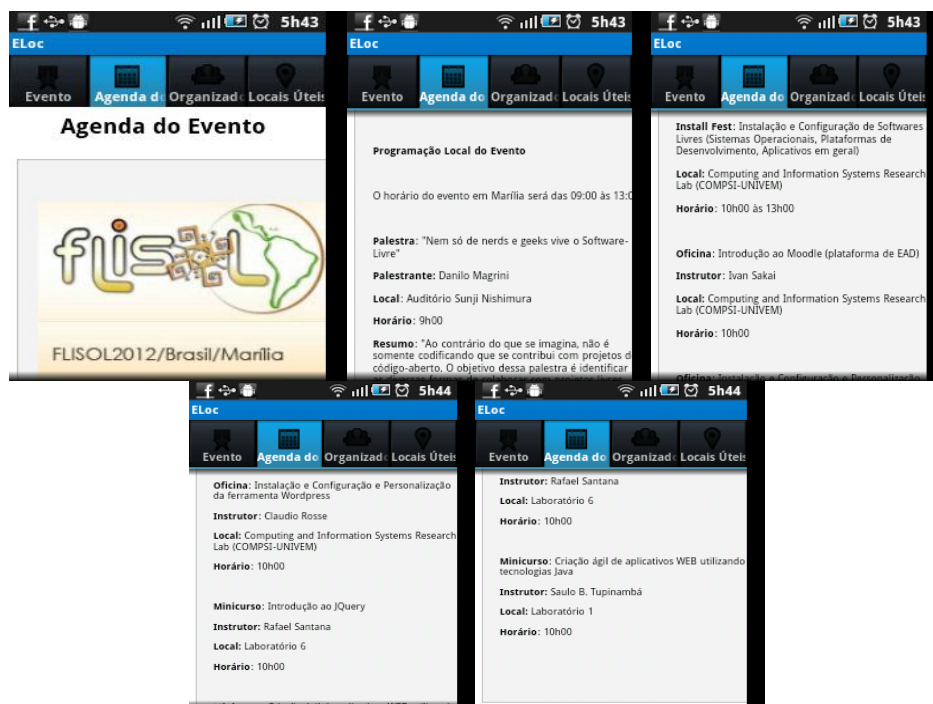 5h43
ELoc
Evento
Agenda do
Organizado
Locais Úteis
Agenda do Evento
flisol
FLISOL2012/Brasil/Marília
5h43
ELoc
Evento
Agenda do
Organizado
Locais Úteis
Programação Local do Evento
O horário do evento em Marília será das 09:00 às 13:0
Palestra: "Nem só de nerds e geeks vive o Software-
Livre"
Palestrante: Danilo Magrini
Local: Auditório Sunji Nishimura
Horário: 9h00
Resumo: "Ao contrário do que se imagina, não é
somente codificando que se contribui com projetos d
código-aberto. O objetivo dessa palestra é identificar
5h43
ELoc
Evento
Agenda do
Organizado
Locais Úteis
Install Fest: Instalação e Configuração de Softwares
Livres (Sistemas Operacionais, Plataformas de
Desenvolvimento, Aplicativos em geral)
Local: Computing and Information Systems Research
Lab (COMPSI-UNIVEM)
Horário: 10h00 às 13h00
Oficina: Introdução ao Moodle (plataforma de EAD)
Instrutor: Ivan Sakai
Local: Computing and Information Systems Research
Lab (COMPSI-UNIVEM)
Horário: 10h00
Oficina: Instalação e Configuração e Personalização
5h44
ELoc
Evento
Agenda do
Organizado
Locais Úteis
Oficina: Instalação e Configuração e Personalização
da ferramenta Wordpress
Instrutor: Claudio Rosse
Local: Computing and Information Systems Research
Lab (COMPSI-UNIVEM)
Horário: 10h00
Minicurso: Introdução ao JQuery
Instrutor: Rafael Santana
Local: Laboratório 6
Horário: 10h00
5h44
ELoc
Evento
Agenda do
Organizado
Locais Úteis
Instrutor: Rafael Santana
Local: Laboratório 6
Horário: 10h00
Minicurso: Criação ágil de aplicativos WEB utilizando
tecnologias Java
Instrutor: Saulo B. Tupinambá
Local: Laboratório 1
Horário: 10h00